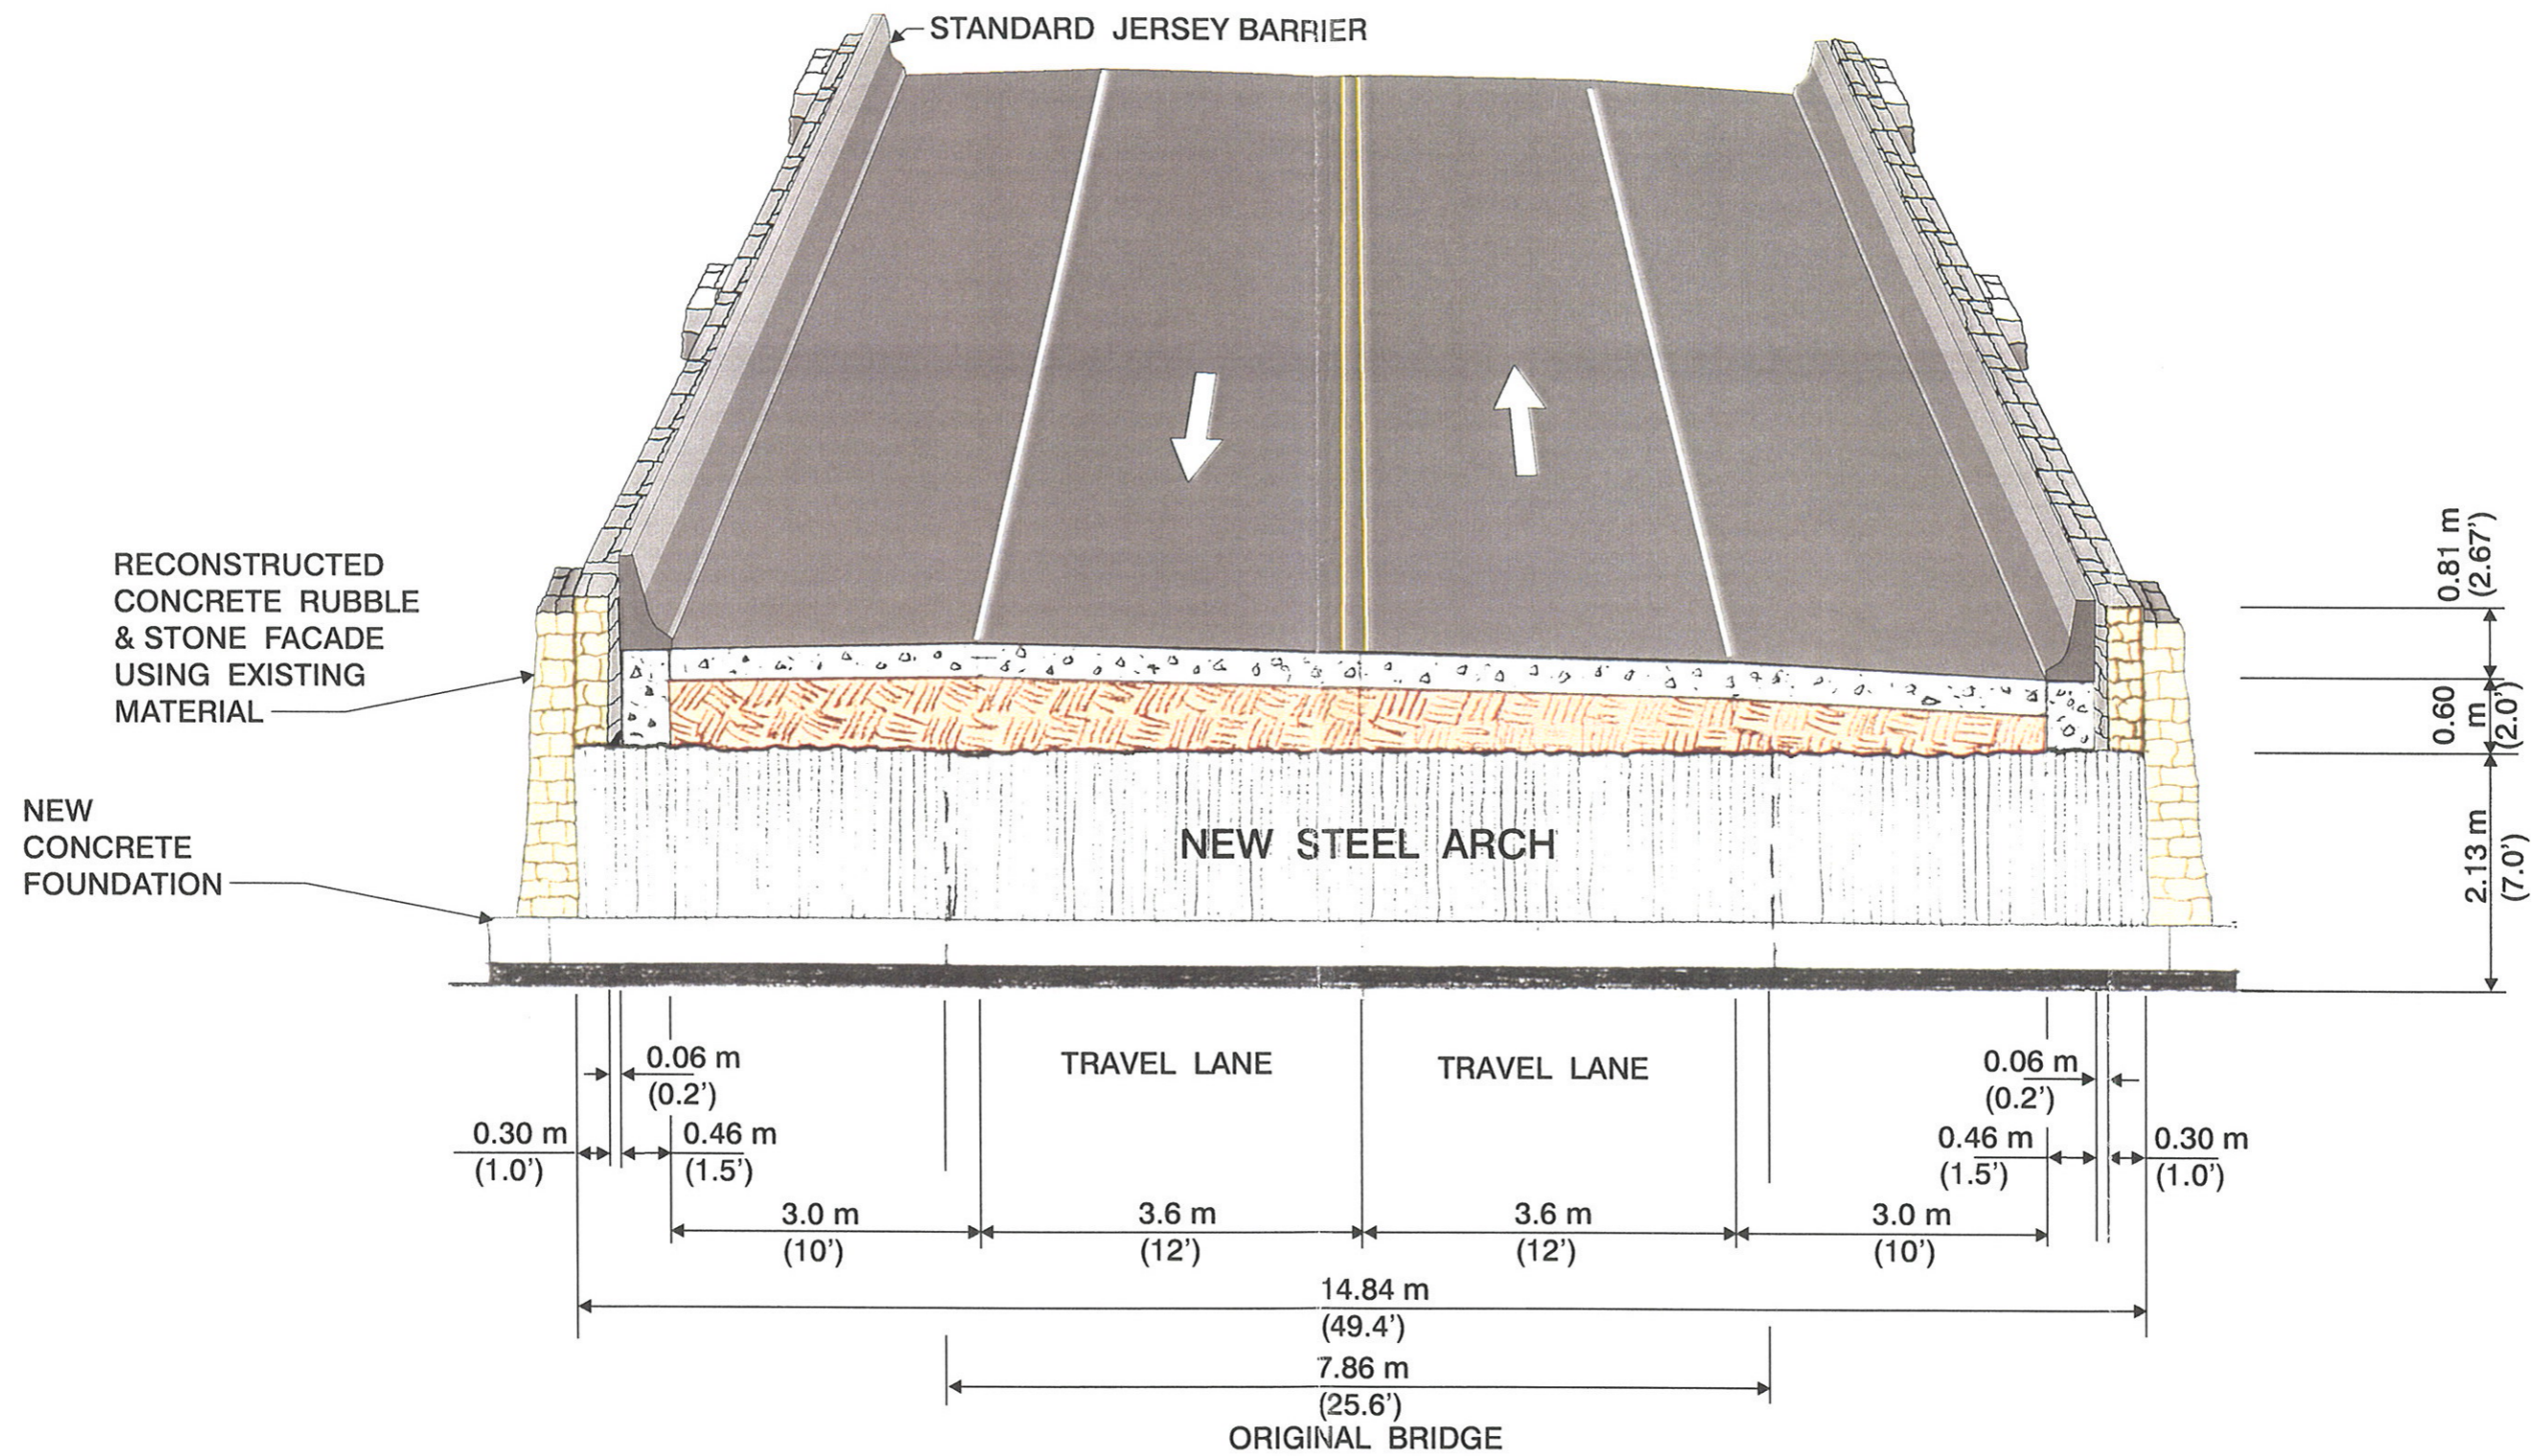 STANDARD JERSEY BARRIER
RECONSTRUCTED
CONCRETE RUBBLE
& STONE FACADE
USING EXISTING
MATERIAL
NEW
CONCRETE
FOUNDATION
NEW STEEL ARCH
0.81 m
(2.67')
0.60
m
(2.0')
2.13 m
(7.0')
TRAVEL LANE
TRAVEL LANE
0.06 m
(0.2')
0.30 m
(1.0')
0.46 m
(1.5')
0.06 m
(0.2')
0.46 m
(1.5')
0.30 m
(1.0')
3.0 m
(10')
3.6 m
(12')
3.6 m
(12')
3.0 m
(10')
14.84 m
(49.4')
7.86 m
(25.6')
ORIGINAL BRIDGE